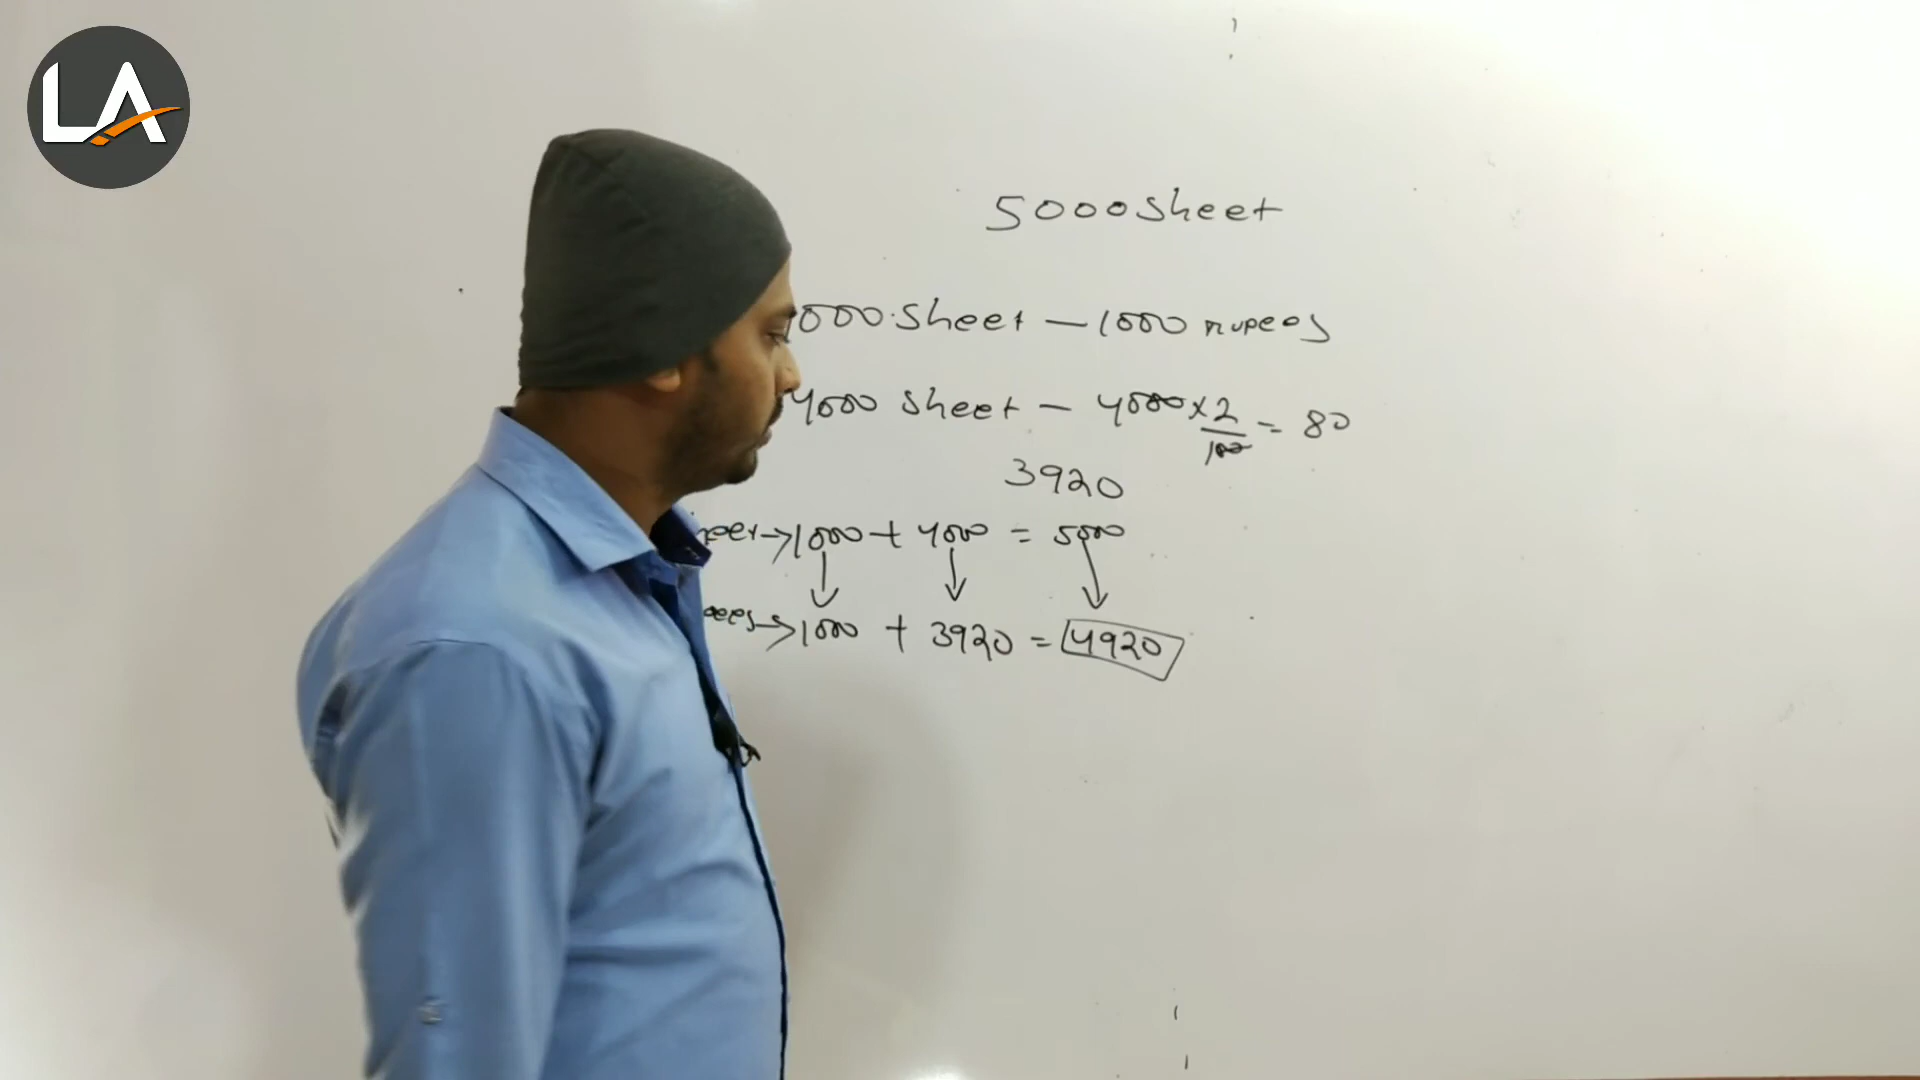 LA
5000 sheet
1000 sheet — 1000 rupees
4000 sheet — 4000 × 2/100 = 80
3920
→ 1000 + 4000 = 5000
→ 1000 + 3920 = 4920